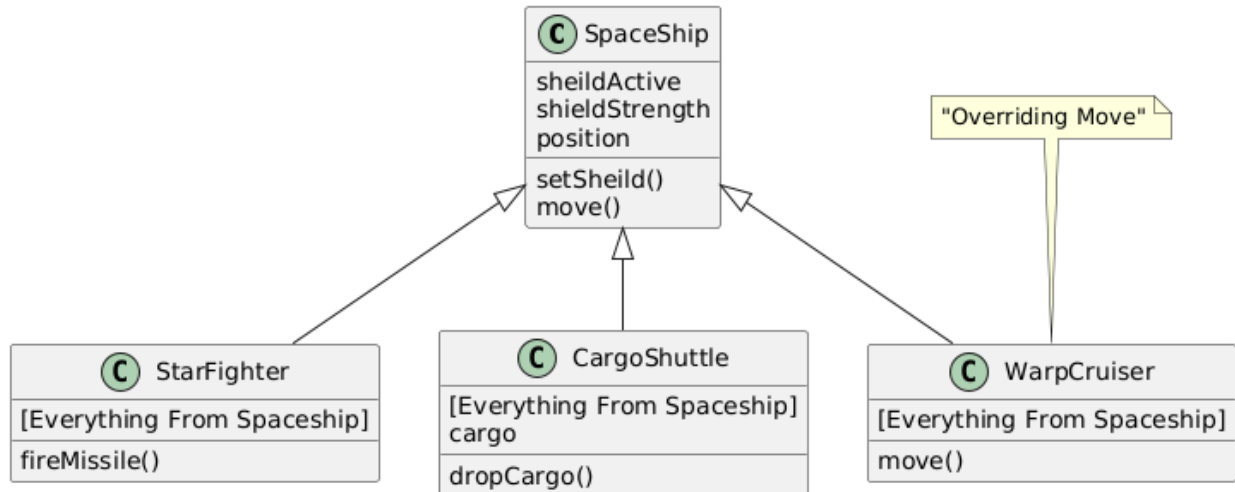 C SpaceShip
sheildActive
shieldStrength
position
setSheild()
move()
"Overriding Move"
C StarFighter
[Everything From Spaceship]
fireMissile()
C CargoShuttle
[Everything From Spaceship]
cargo
dropCargo()
C WarpCruiser
[Everything From Spaceship]
move()